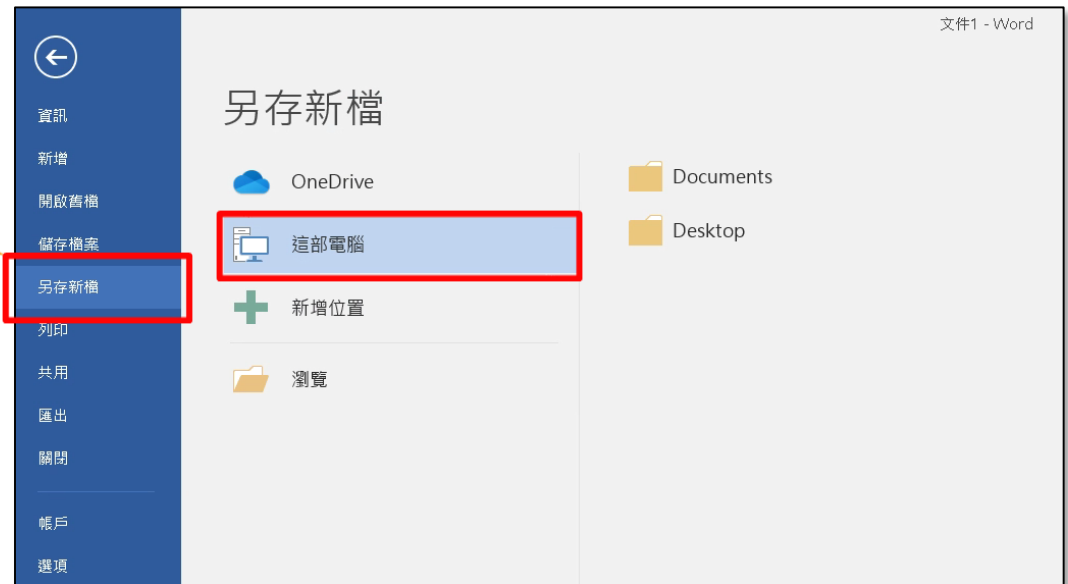 文件1 - Word
資訊
新增
開啟舊檔
儲存檔案
另存新檔
列印
共用
匯出
關閉
帳戶
選項
另存新檔
OneDrive
這部電腦
新增位置
瀏覽
Documents
Desktop